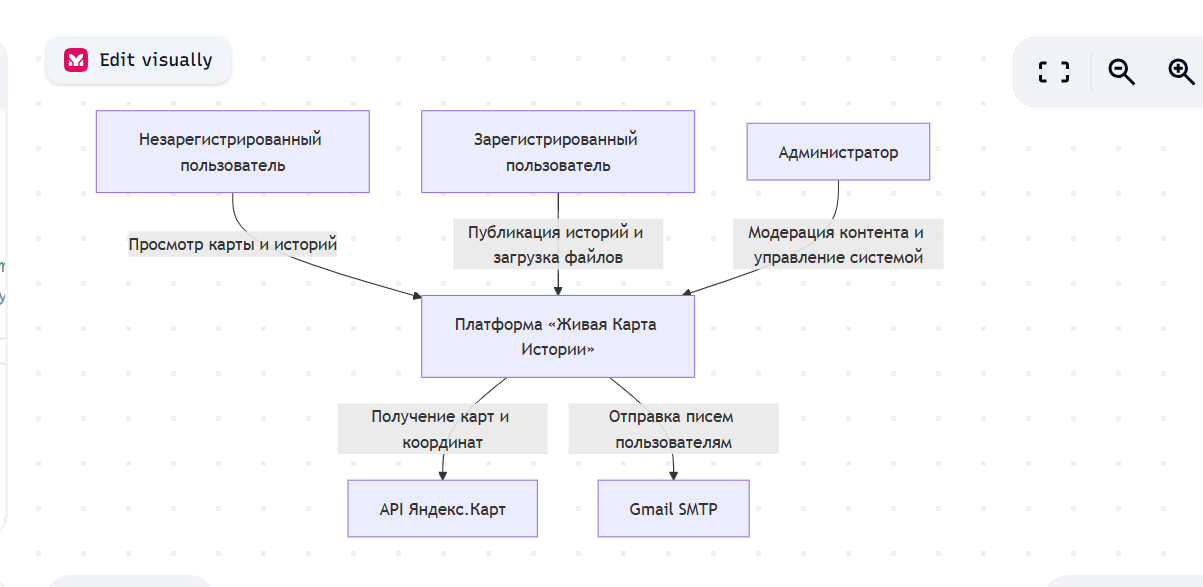 Edit visually
Незарегистрированный
пользователь
Зарегистрированный
пользователь
Администратор
Просмотр карты и историй
Публикация историй и
загрузка файлов
Модерация контента и
управление системой
Платформа «Живая Карта
Истории»
Получение карт и
координат
Отправка писем
пользователям
API Яндекс.Карт
Gmail SMTP